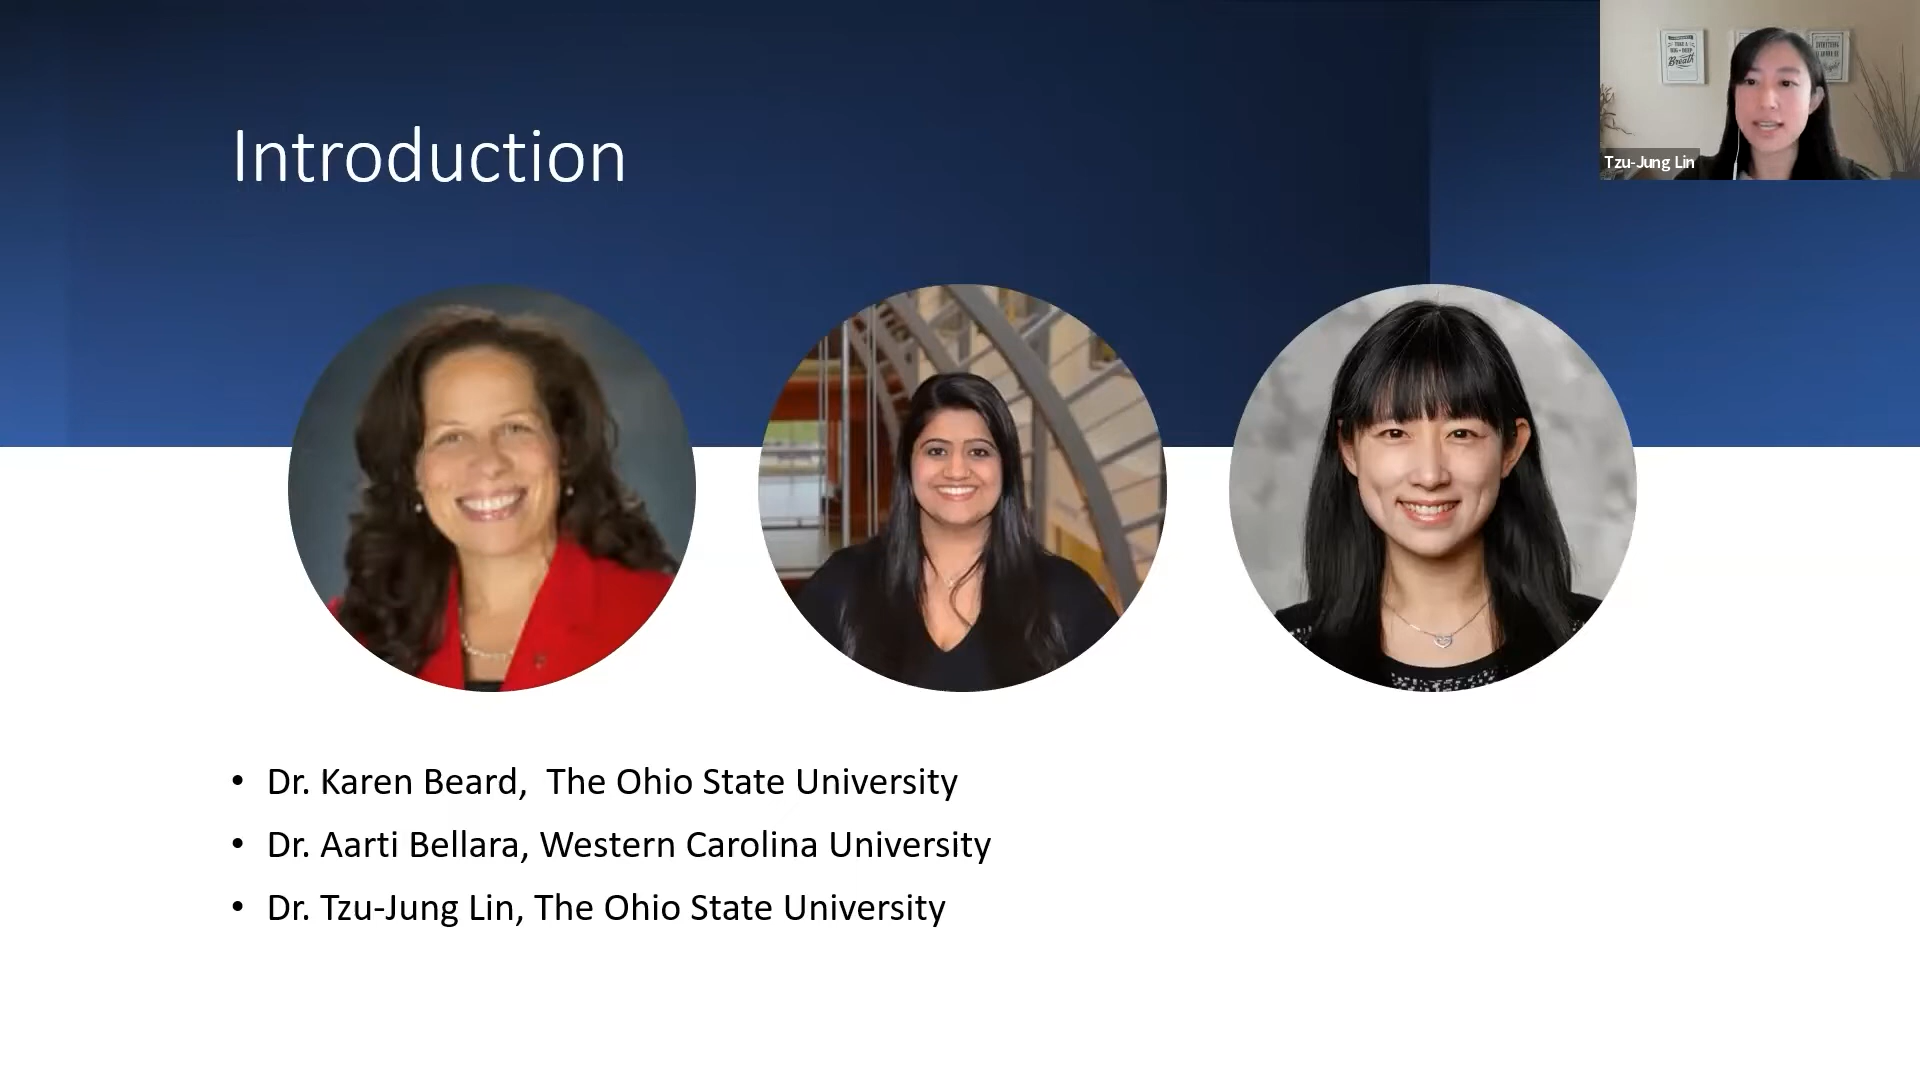 Introduction
Breath
Tzu-Jung Lin
• Dr. Karen Beard,  The Ohio State University
• Dr. Aarti Bellara, Western Carolina University
• Dr. Tzu-Jung Lin, The Ohio State University